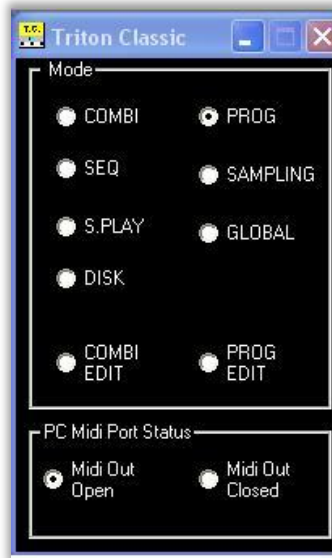 T.C.
Triton Classic
Mode
COMBI PROG
SEQ SAMPLING
S.PLAY GLOBAL
DISK
COMBI EDIT
PROG EDIT
PC Midi Port Status
Midi Out Open
Midi Out Closed